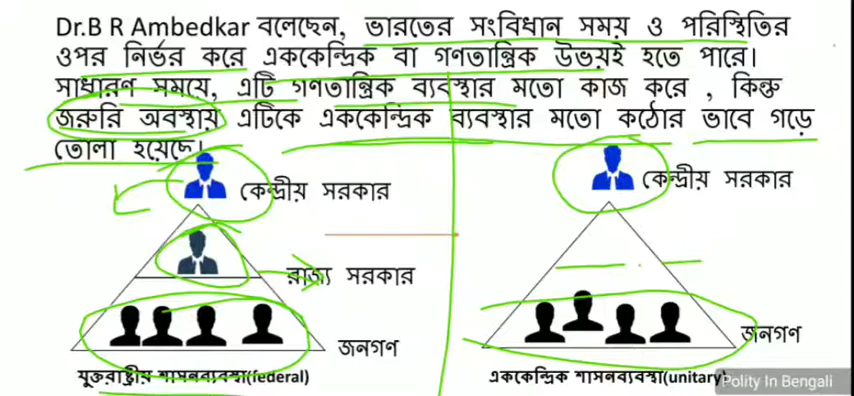 Dr.B R Ambedkar বলেছেন, ভারতের সংবিধান সময় ও পরিস্থিতির
ওপর নির্ভর করে এককেন্দ্রিক বা গণতান্ত্রিক উভয়ই হতে পারে।
সাধারণ সময়ে, এটি গণতান্ত্রিক ব্যবস্থার মতো কাজ করে , কিন্তু
জরুরি অবস্থায় এটিকে এককেন্দ্রিক ব্যবস্থার মতো কঠোর ভাবে গড়ে
তোলা হয়েছে।
কেন্দ্রীয় সরকার
রাজ্য সরকার
জনগণ
যুক্তরাষ্ট্রীয় শাসনব্যবস্থা(federal)
কেন্দ্রীয় সরকার
জনগণ
এককেন্দ্রিক শাসনব্যবস্থা(unitary)
Polity In Bengali